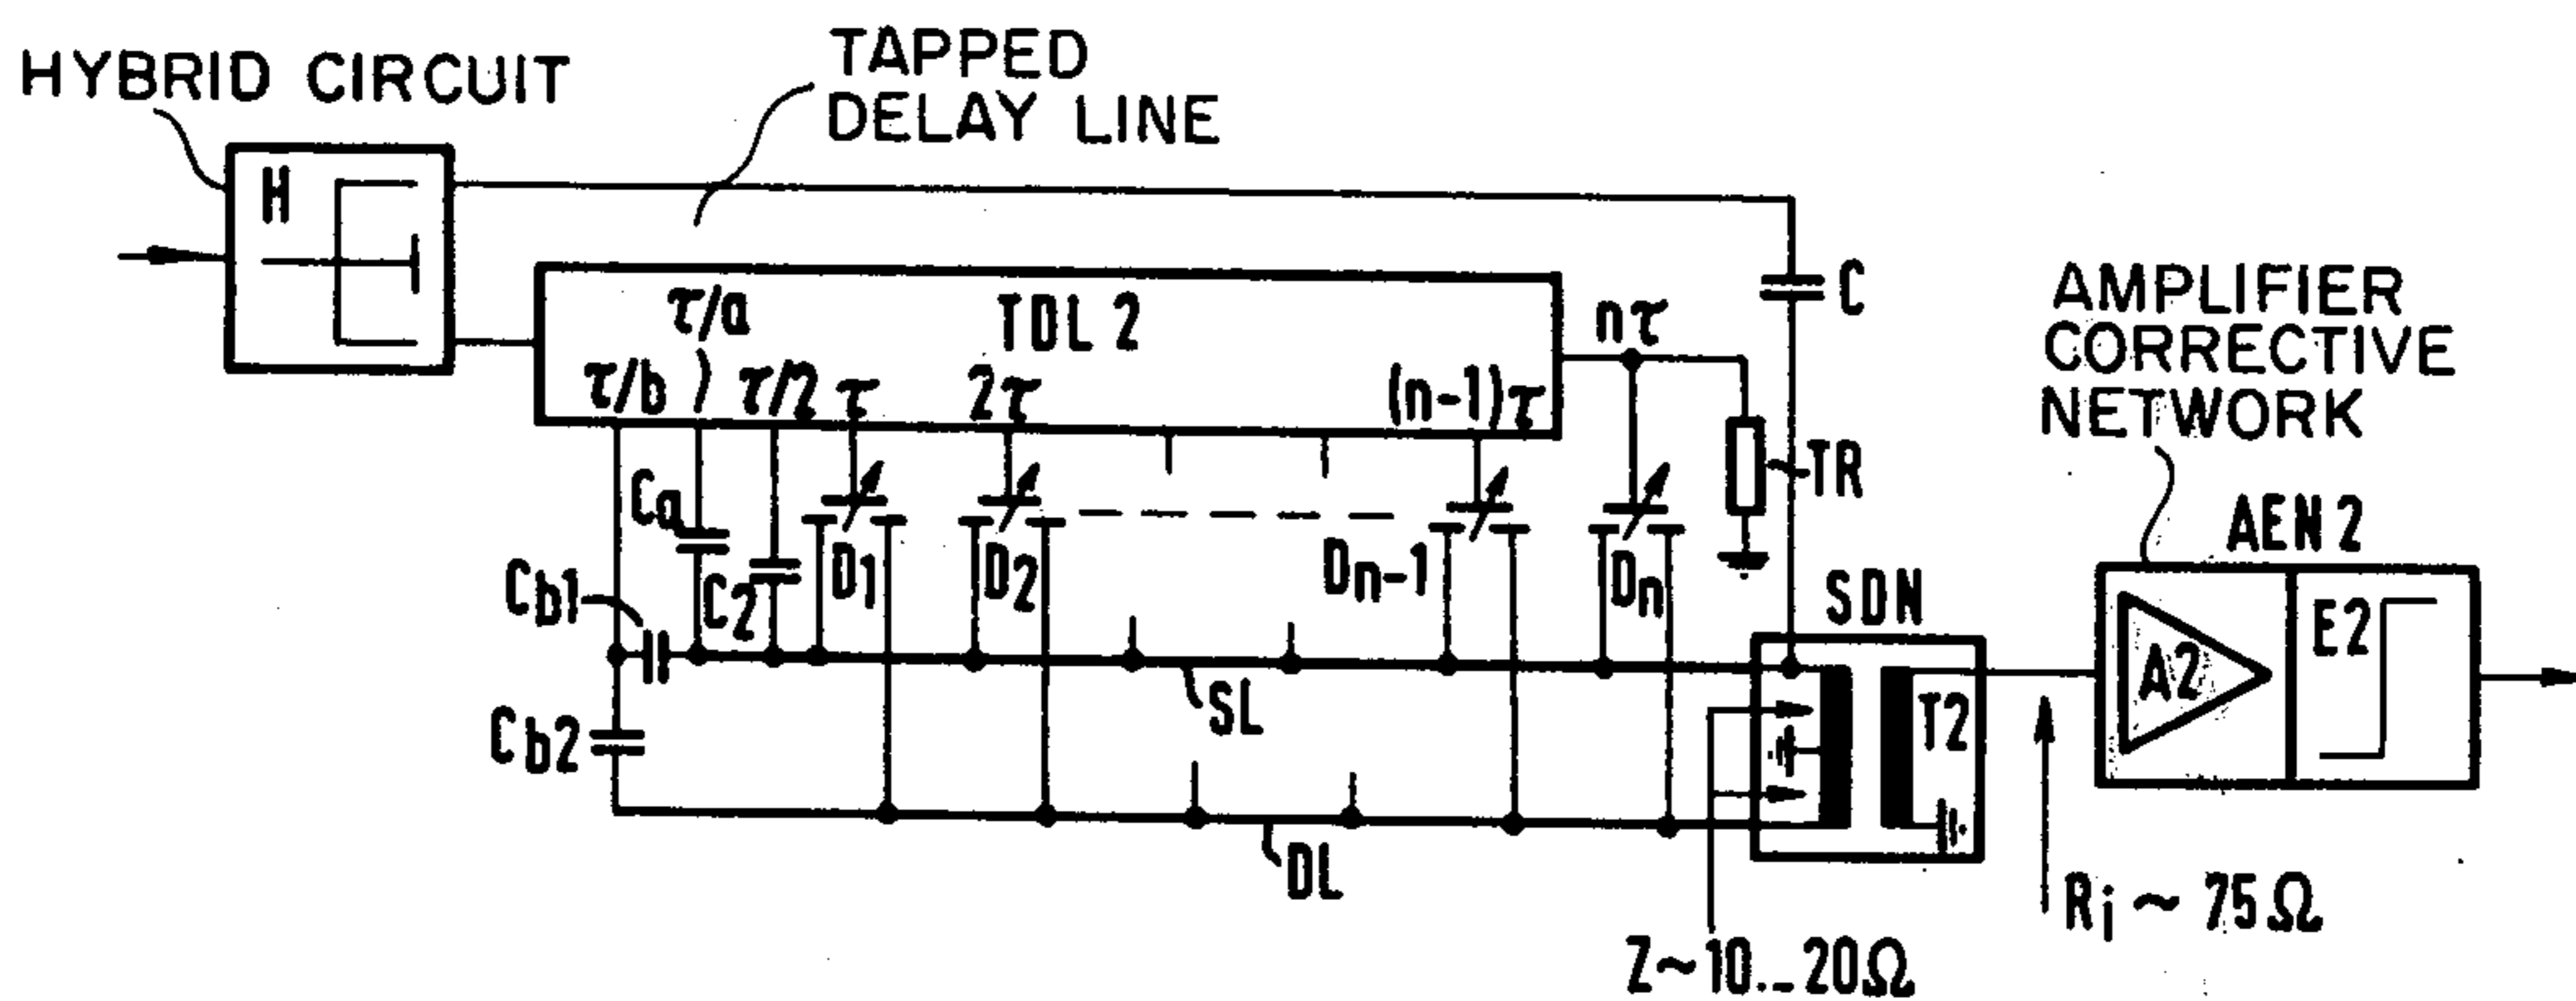 HYBRID CIRCUIT
TAPPED
DELAY LINE
H
τ/a
TDL 2
nτ
C
AMPLIFIER
CORRECTIVE
NETWORK
τ/b
τ/2
τ
2τ
(n-1)τ
TR
Ca
AEN 2
Cb1
C2
D1
D2
Dn-1
Dn
SDN
E2
A2
Cb2
SL
T2
DL
Ri ~ 75Ω
Z~10...20Ω